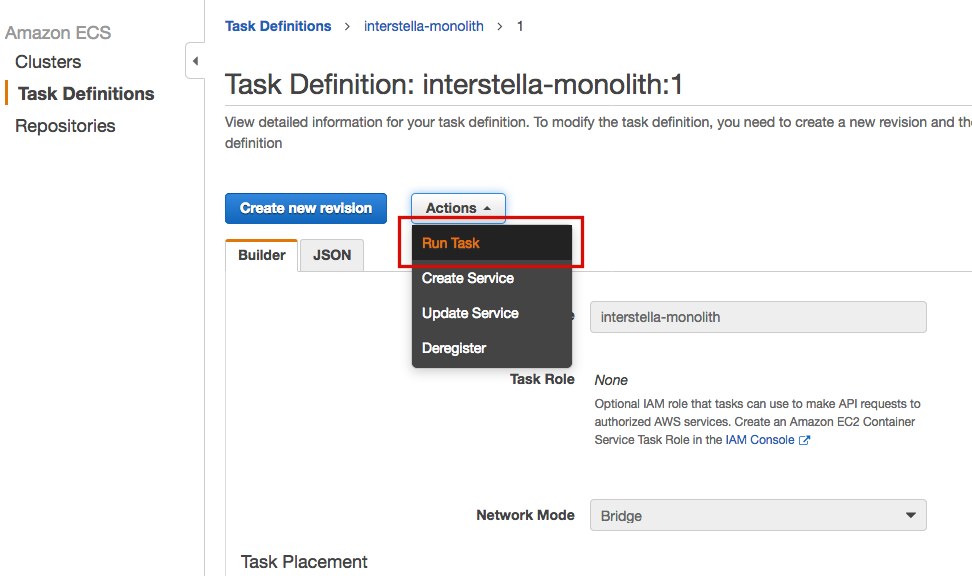 Amazon ECS
Clusters
Task Definitions
Repositories
Task Definitions > interstella-monolith > 1
Task Definition: interstella-monolith:1
View detailed information for your task definition. To modify the task definition, you need to create a new revision and
definition
Create new revision
Actions
Run Task
Create Service
Update Service
Deregister
Builder
JSON
interstella-monolith
Task Role
None
Optional IAM role that tasks can use to make API requests to
authorized AWS services. Create an Amazon EC2 Container
Service Task Role in the IAM Console
Network Mode
Bridge
Task Placement